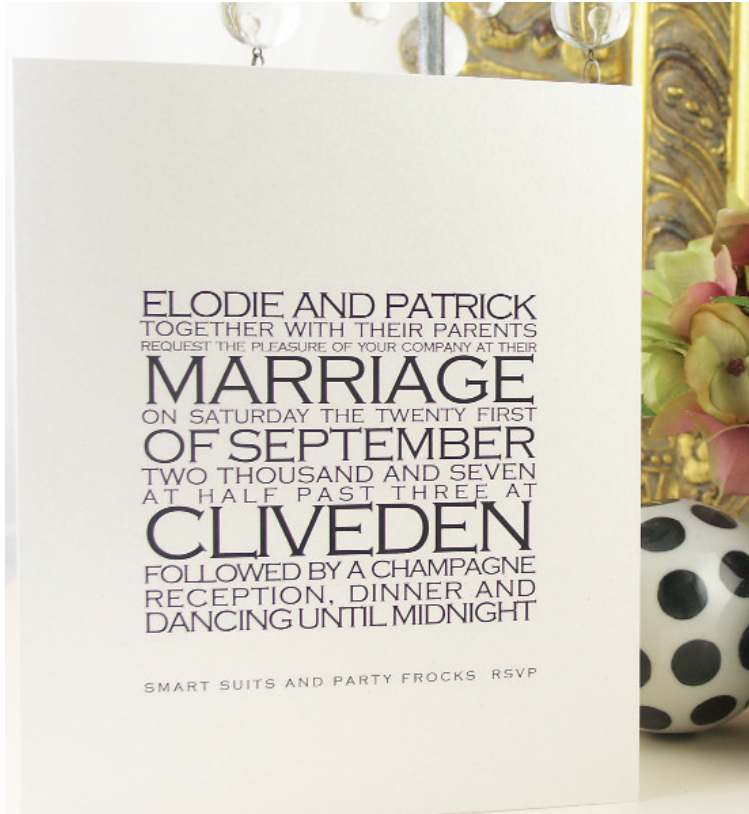 ELODIE AND PATRICK
TOGETHER WITH THEIR PARENTS
REQUEST THE PLEASURE OF YOUR COMPANY AT THEIR
MARRIAGE
ON SATURDAY THE TWENTY FIRST
OF SEPTEMBER
TWO THOUSAND AND SEVEN
AT HALF PAST THREE AT
CLIVEDEN
FOLLOWED BY A CHAMPAGNE
RECEPTION, DINNER AND
DANCING UNTIL MIDNIGHT
SMART SUITS AND PARTY FROCKS RSVP